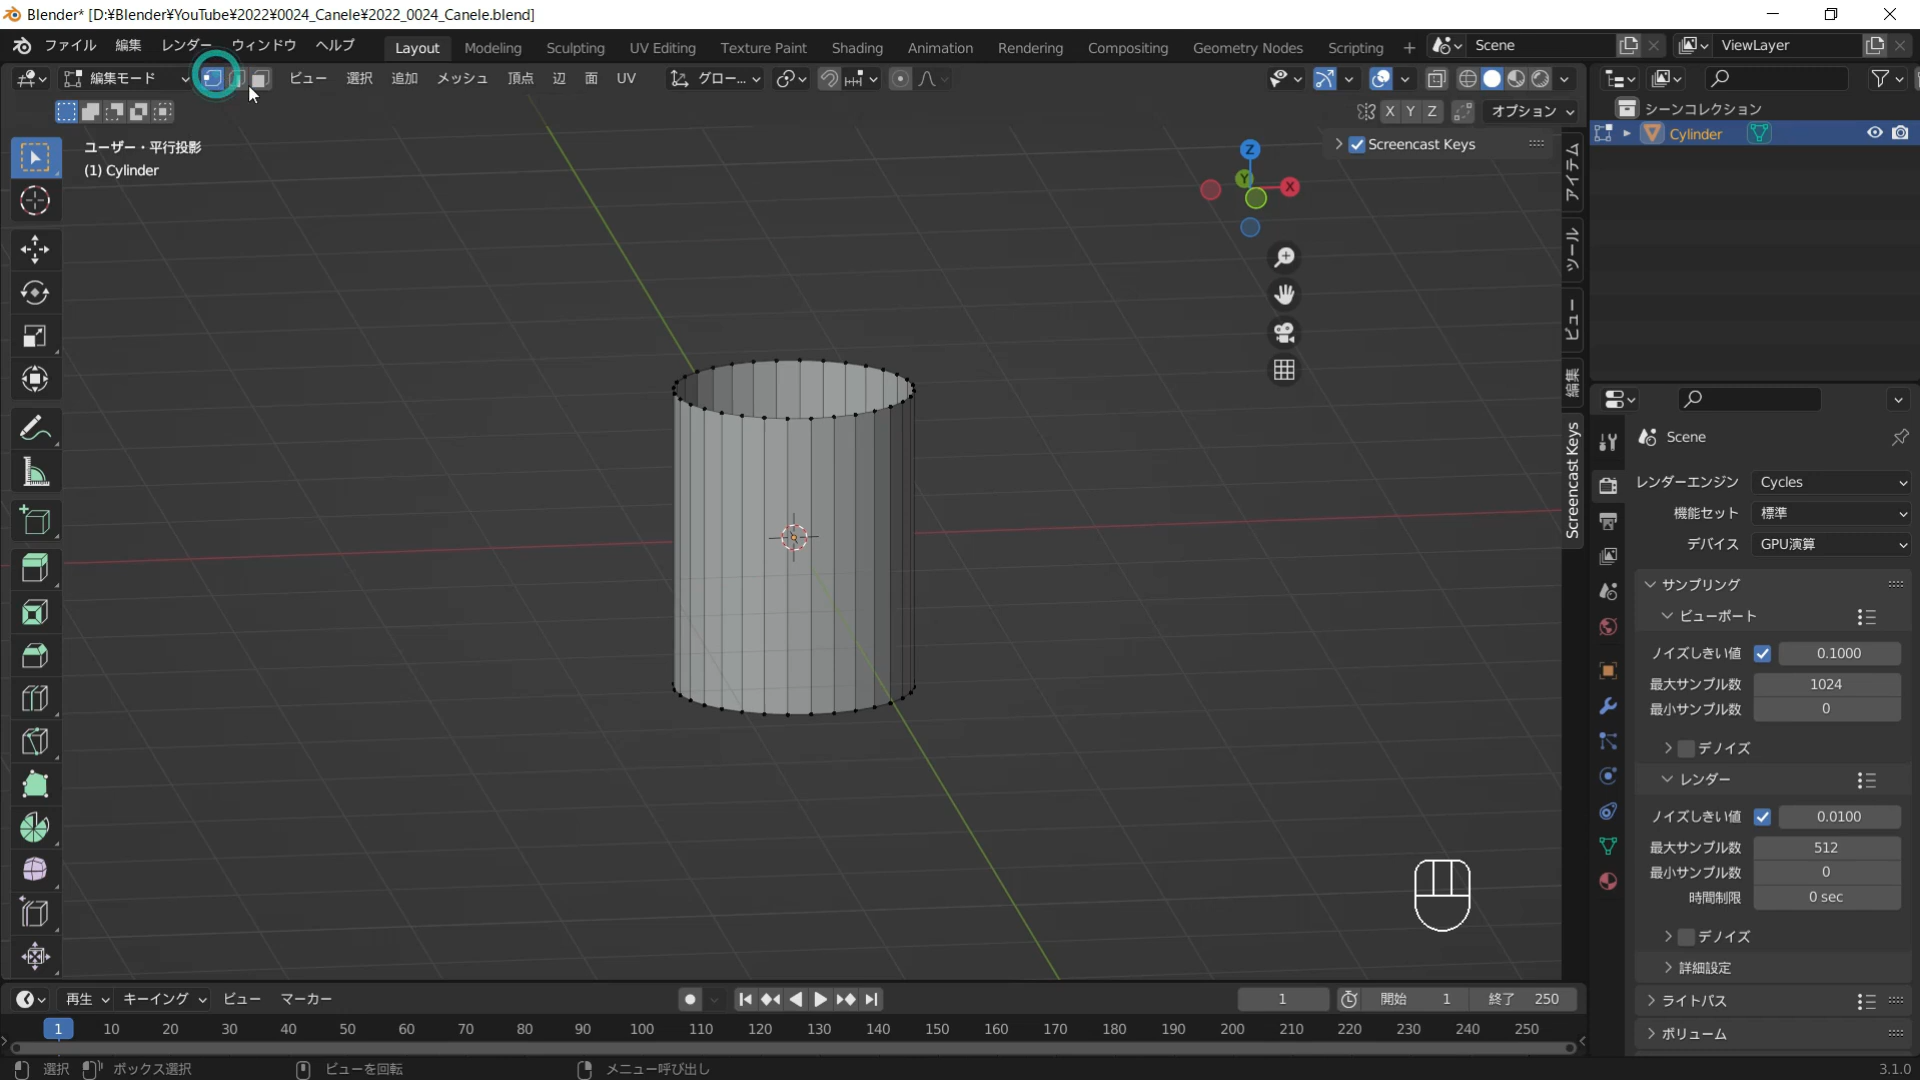 Blender* [D:¥Blender¥YouTube¥2022¥0024_Canele¥2022_0024_Canele.blend]
ファイル 編集 レンダー ウィンドウ ヘルプ Layout Modeling Sculpting UV Editing Texture Paint Shading Animation Rendering Compositing Geometry Nodes Scripting + Scene ViewLayer
編集モード ビュー 選択 追加 メッシュ 頂点 辺 面 UV グロー...
X Y Z オプション
シーンコレクション
Cylinder
ユーザー・平行投影
(1) Cylinder
Screencast Keys
Z
Y
X
アイテム
ツール
ビュー
編集
Screencast Keys
Scene
レンダーエンジン Cycles
機能セット 標準
デバイス GPU演算
サンプリング
ビューポート
ノイズしきい値 0.1000
最大サンプル数 1024
最小サンプル数 0
デノイズ
レンダー
ノイズしきい値 0.0100
最大サンプル数 512
最小サンプル数 0
時間制限 0 sec
デノイズ
詳細設定
ライトパス
ボリューム
再生 キーイング ビュー マーカー 1 開始 1 終了 250
1 10 20 30 40 50 60 70 80 90 100 110 120 130 140 150 160 170 180 190 200 210 220 230 240 250
選択 ボックス選択 ビューを回転 メニュー呼び出し 3.1.0